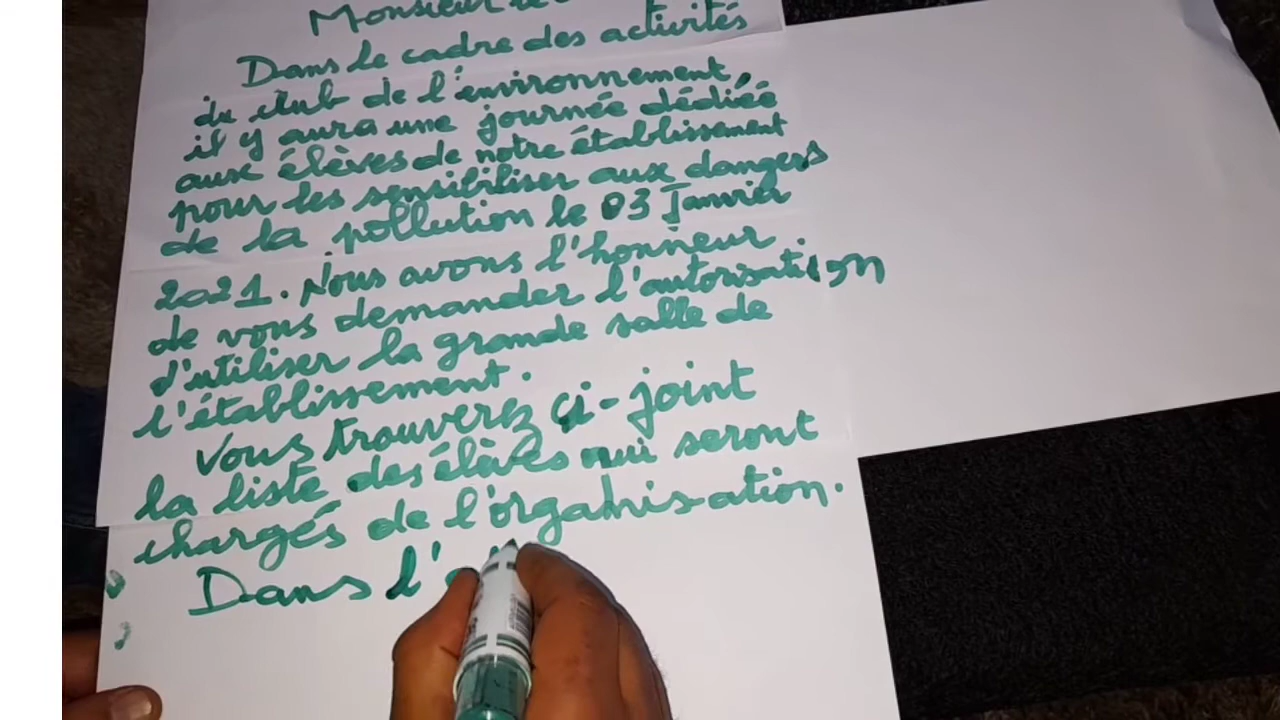 Monsieur le
Dans le cadre des activités
du club de l'environnement,
il y aura une journée dédiée
aux élèves de notre établissement
pour les sensibiliser aux dangers
de la pollution le 03 Janvier
2021. Nous avons l'honneur
de vous demander l'autorisation
d'utiliser la grande salle de
l'établissement.
Vous trouverez ci-joint
la liste des élèves qui seront
chargés de l'organisation.
Dans l'